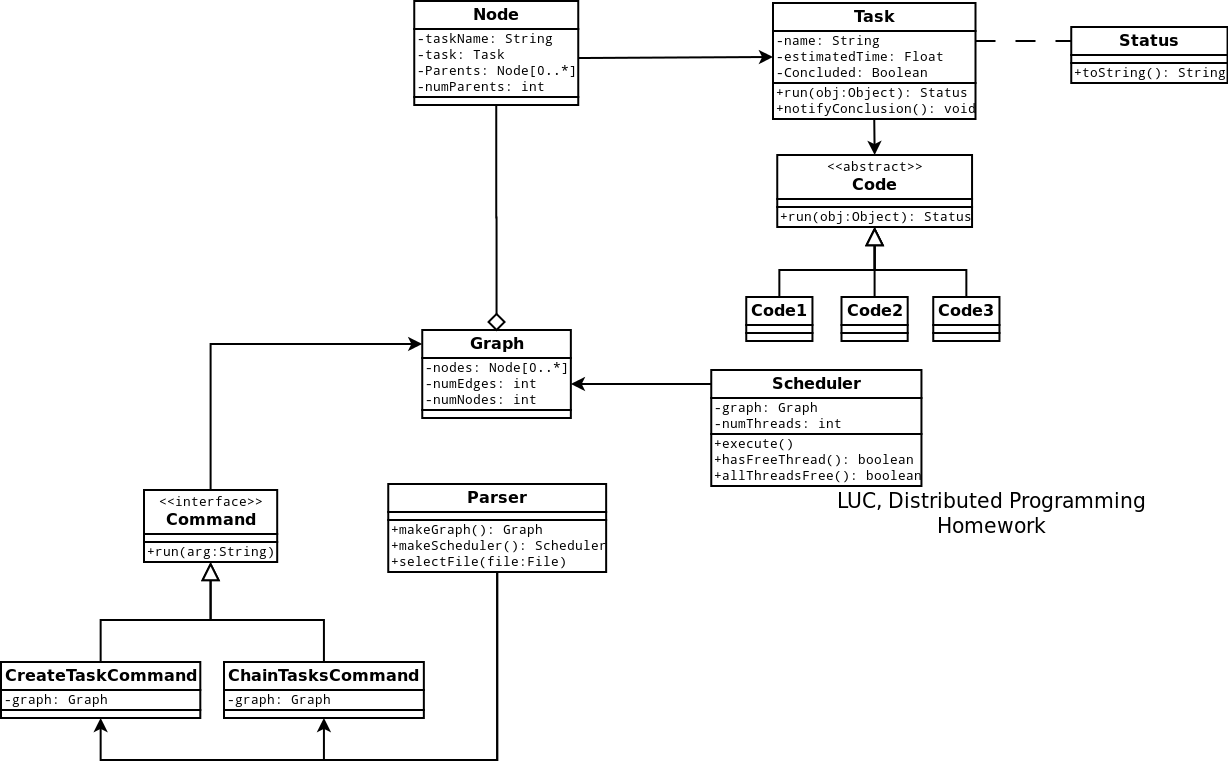 Node
-taskName: String
-task: Task
-Parents: Node[0..*]
-numParents: int
Task
-name: String
-estimatedTime: Float
-Concluded: Boolean
+run(obj:Object): Status
+notifyConclusion(): void
Status
+toString(): String
<<abstract>>
Code
+run(obj:Object): Status
Code1
Code2
Code3
Graph
-nodes: Node[0..*]
-numEdges: int
-numNodes: int
Scheduler
-graph: Graph
-numThreads: int
+execute()
+hasFreeThread(): boolean
+allThreadsFree(): boolean
LUC, Distributed Programming
Homework
<<interface>>
Command
+run(arg:String)
Parser
+makeGraph(): Graph
+makeScheduler(): Scheduler
+selectFile(file:File)
CreateTaskCommand
-graph: Graph
ChainTasksCommand
-graph: Graph